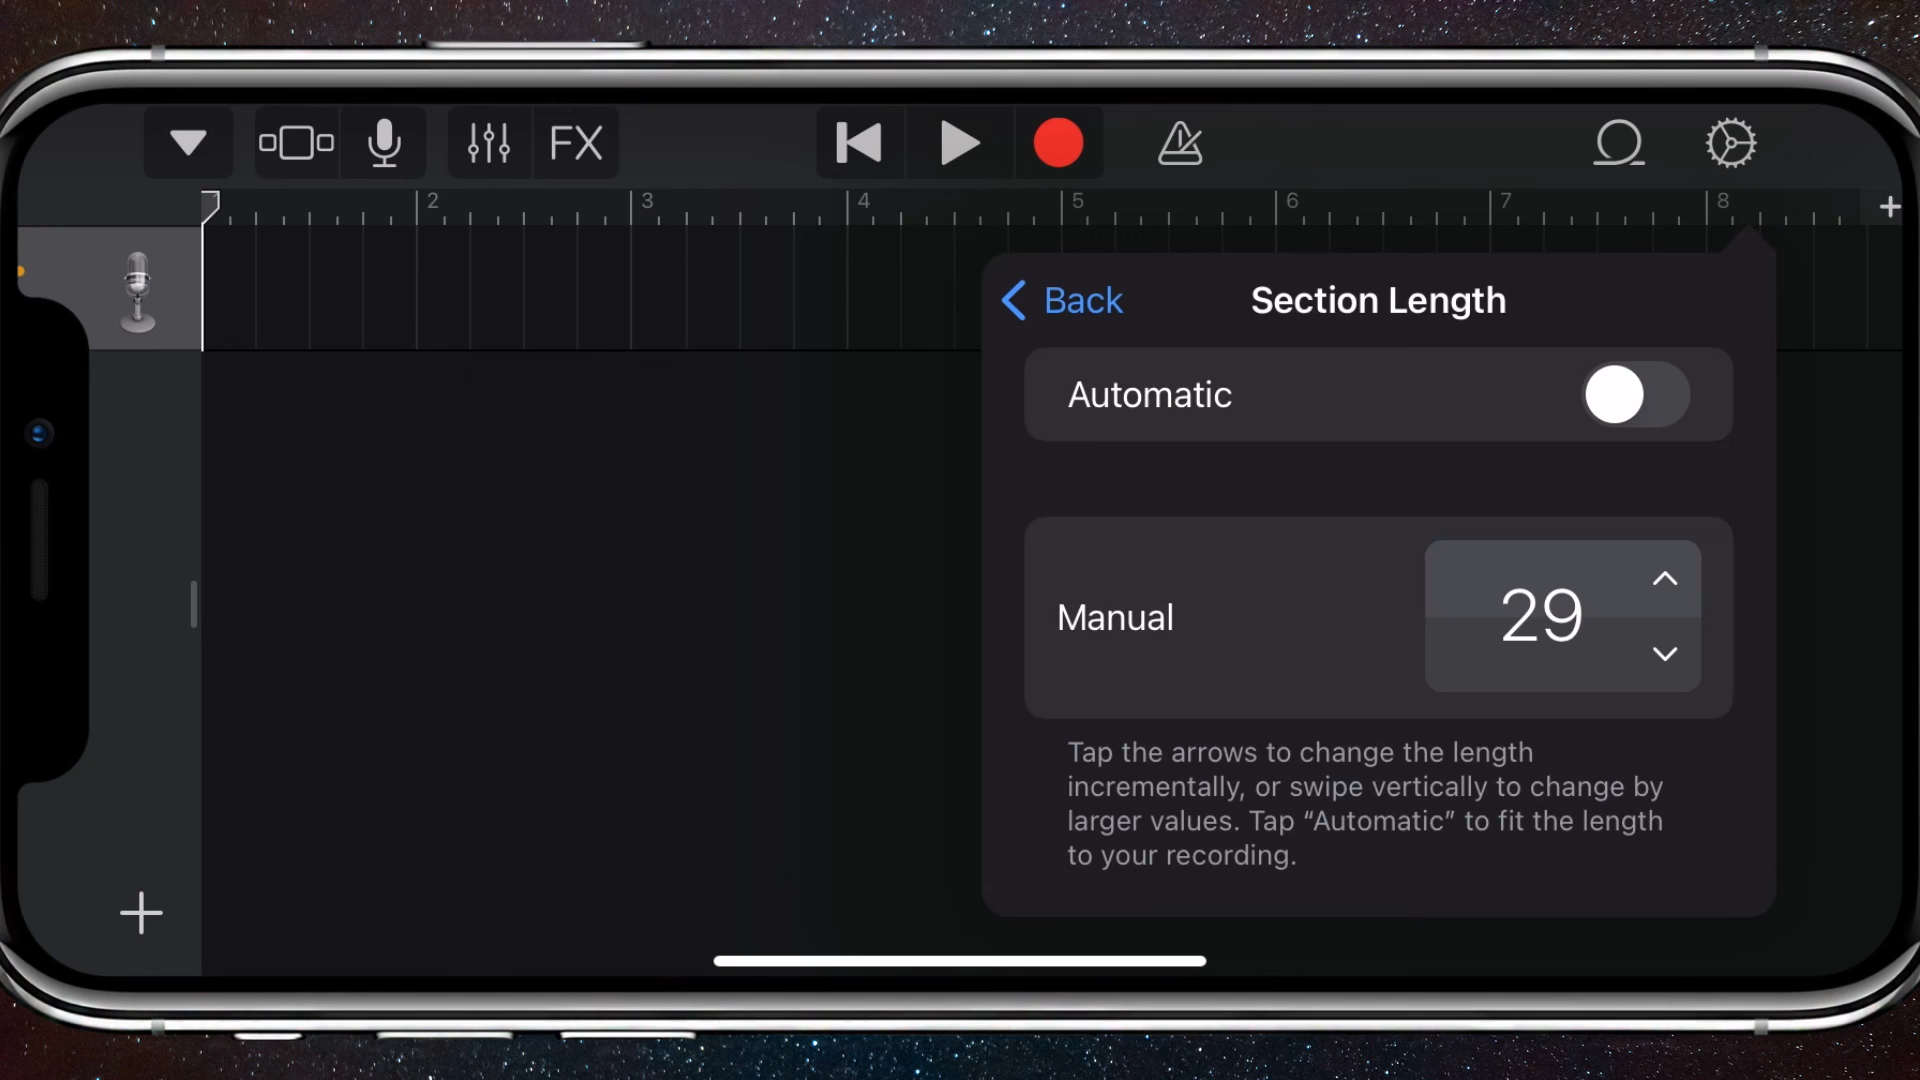 FX
2 3 4 5 6 7 8
Back
Section Length
Automatic
Manual
29
Tap the arrows to change the length
incrementally, or swipe vertically to change by
larger values. Tap “Automatic” to fit the length
to your recording.